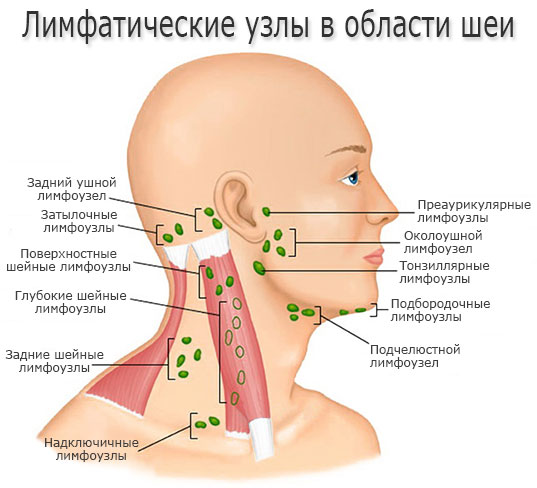 Лимфатические узлы в области шеи
Задний ушной
лимфоузел
Затылочные
лимфоузлы
Поверхностные
шейные лимфоузлы
Глубокие шейные
лимфоузлы
Задние шейные
лимфоузлы
Надключичные
лимфоузлы
Преаурикулярные
лимфоузлы
Околоушной
лимфоузел
Тонзиллярные
лимфоузлы
Подбородочные
лимфоузлы
Подчелюстной
лимфоузел